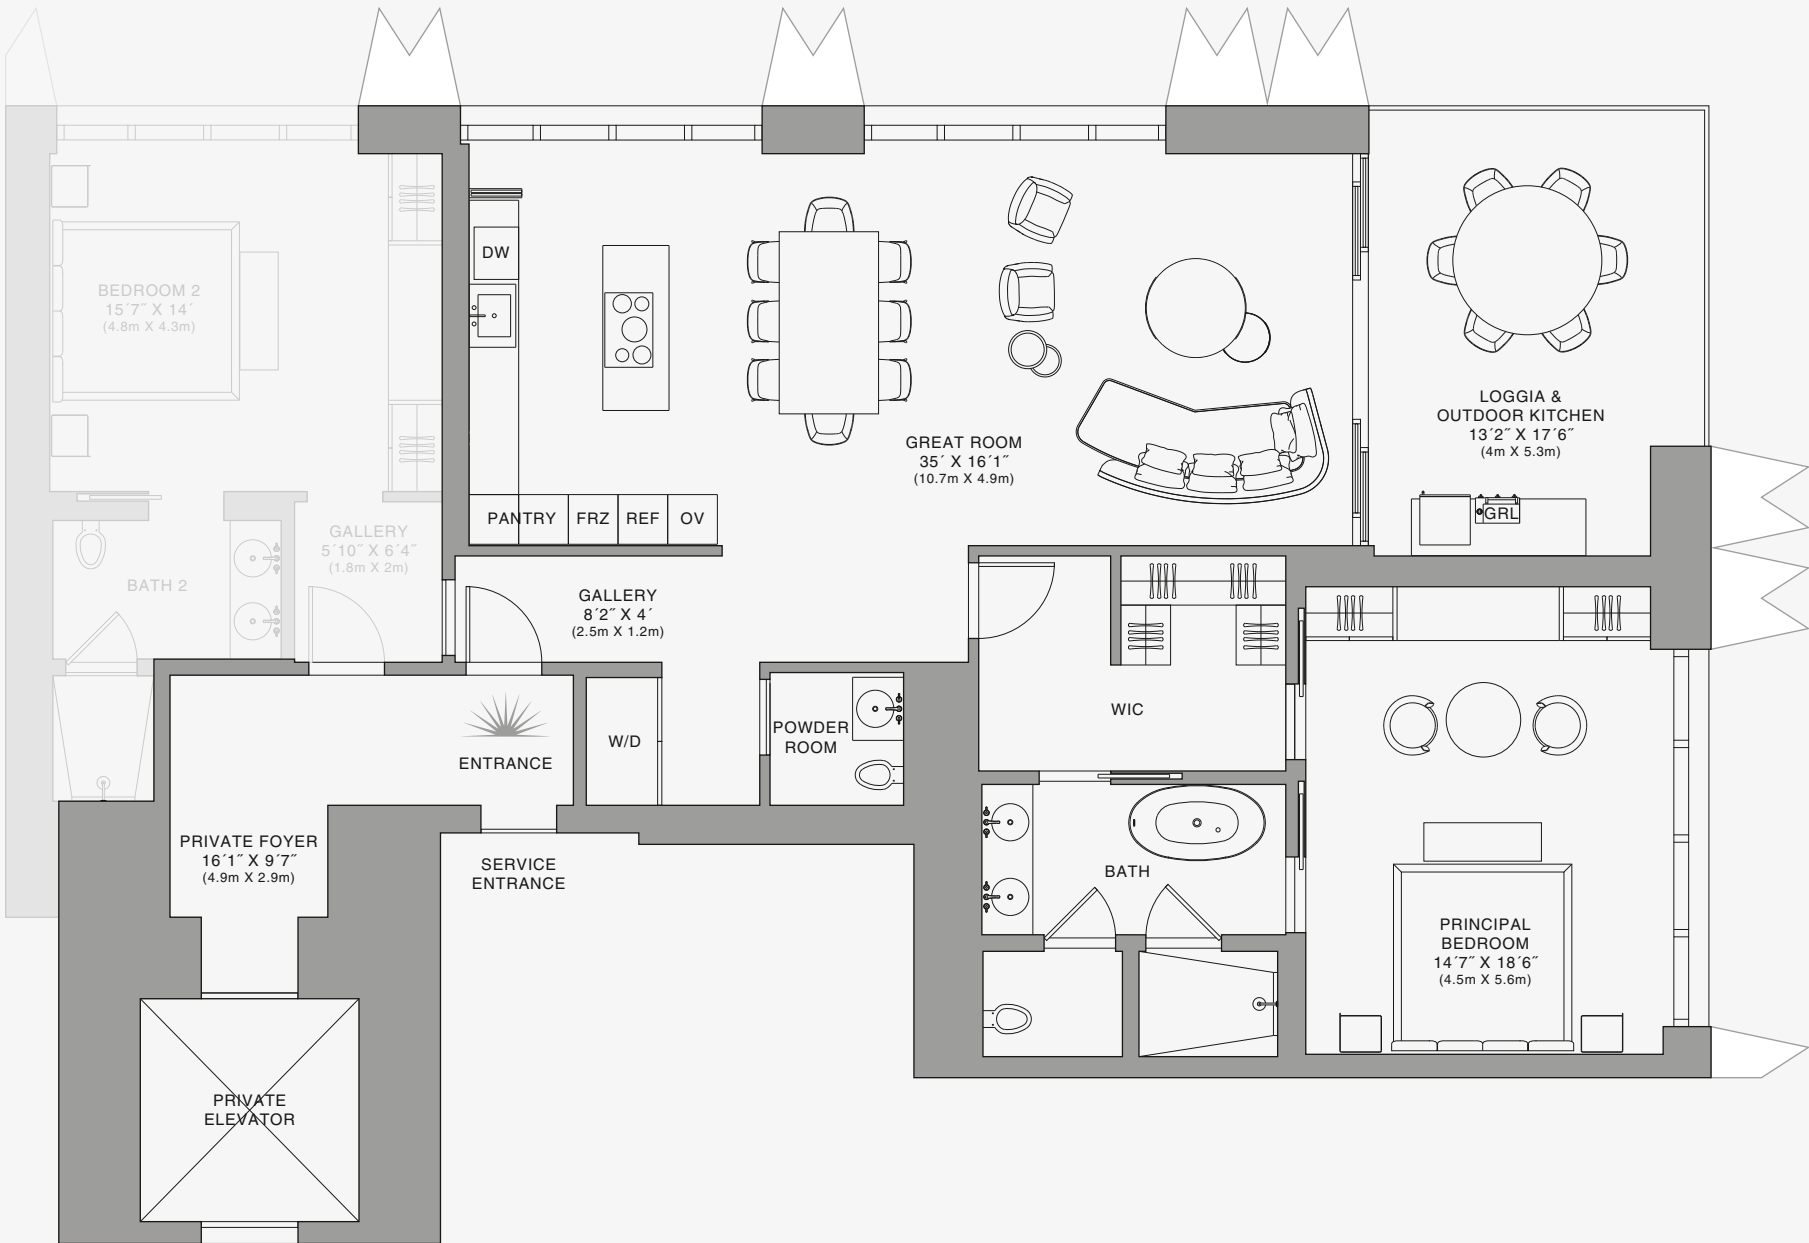 BEDROOM 2
15´7˝ X 14´
(4.8m X 4.3m)
BATH 2
GALLERY
5´10˝ X 6´4˝
(1.8m X 2m)
DW
PANTRY
FRZ
REF
OV
GREAT ROOM
35´ X 16´1˝
(10.7m X 4.9m)
LOGGIA &
OUTDOOR KITCHEN
13´2˝ X 17´6˝
(4m X 5.3m)
GRL
GALLERY
8´2˝ X 4´
(2.5m X 1.2m)
ENTRANCE
W/D
POWDER
ROOM
WIC
PRIVATE FOYER
16´1˝ X 9´7˝
(4.9m X 2.9m)
SERVICE
ENTRANCE
BATH
PRINCIPAL
BEDROOM
14´7˝ X 18´6˝
(4.5m X 5.6m)
PRIVATE
ELEVATOR